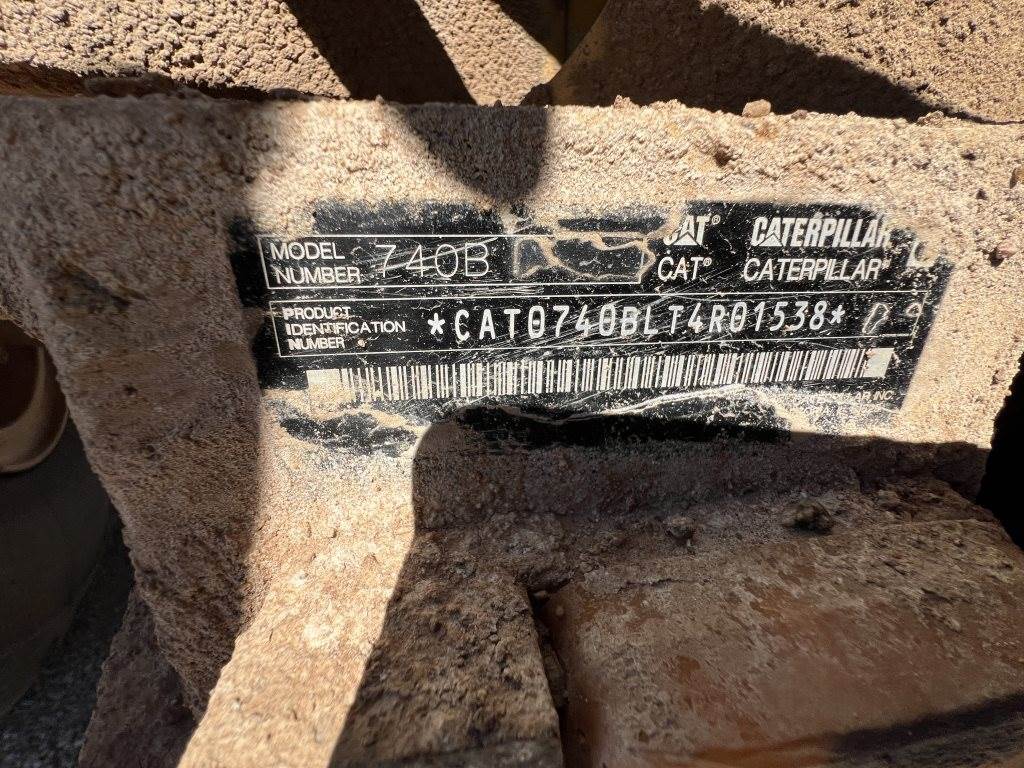 MODEL NUMBER 740B
CAT® CATERPILLAR
CAT® CATERPILLAR®
PRODUCT IDENTIFICATION NUMBER *CAT0740BLT4R01538*